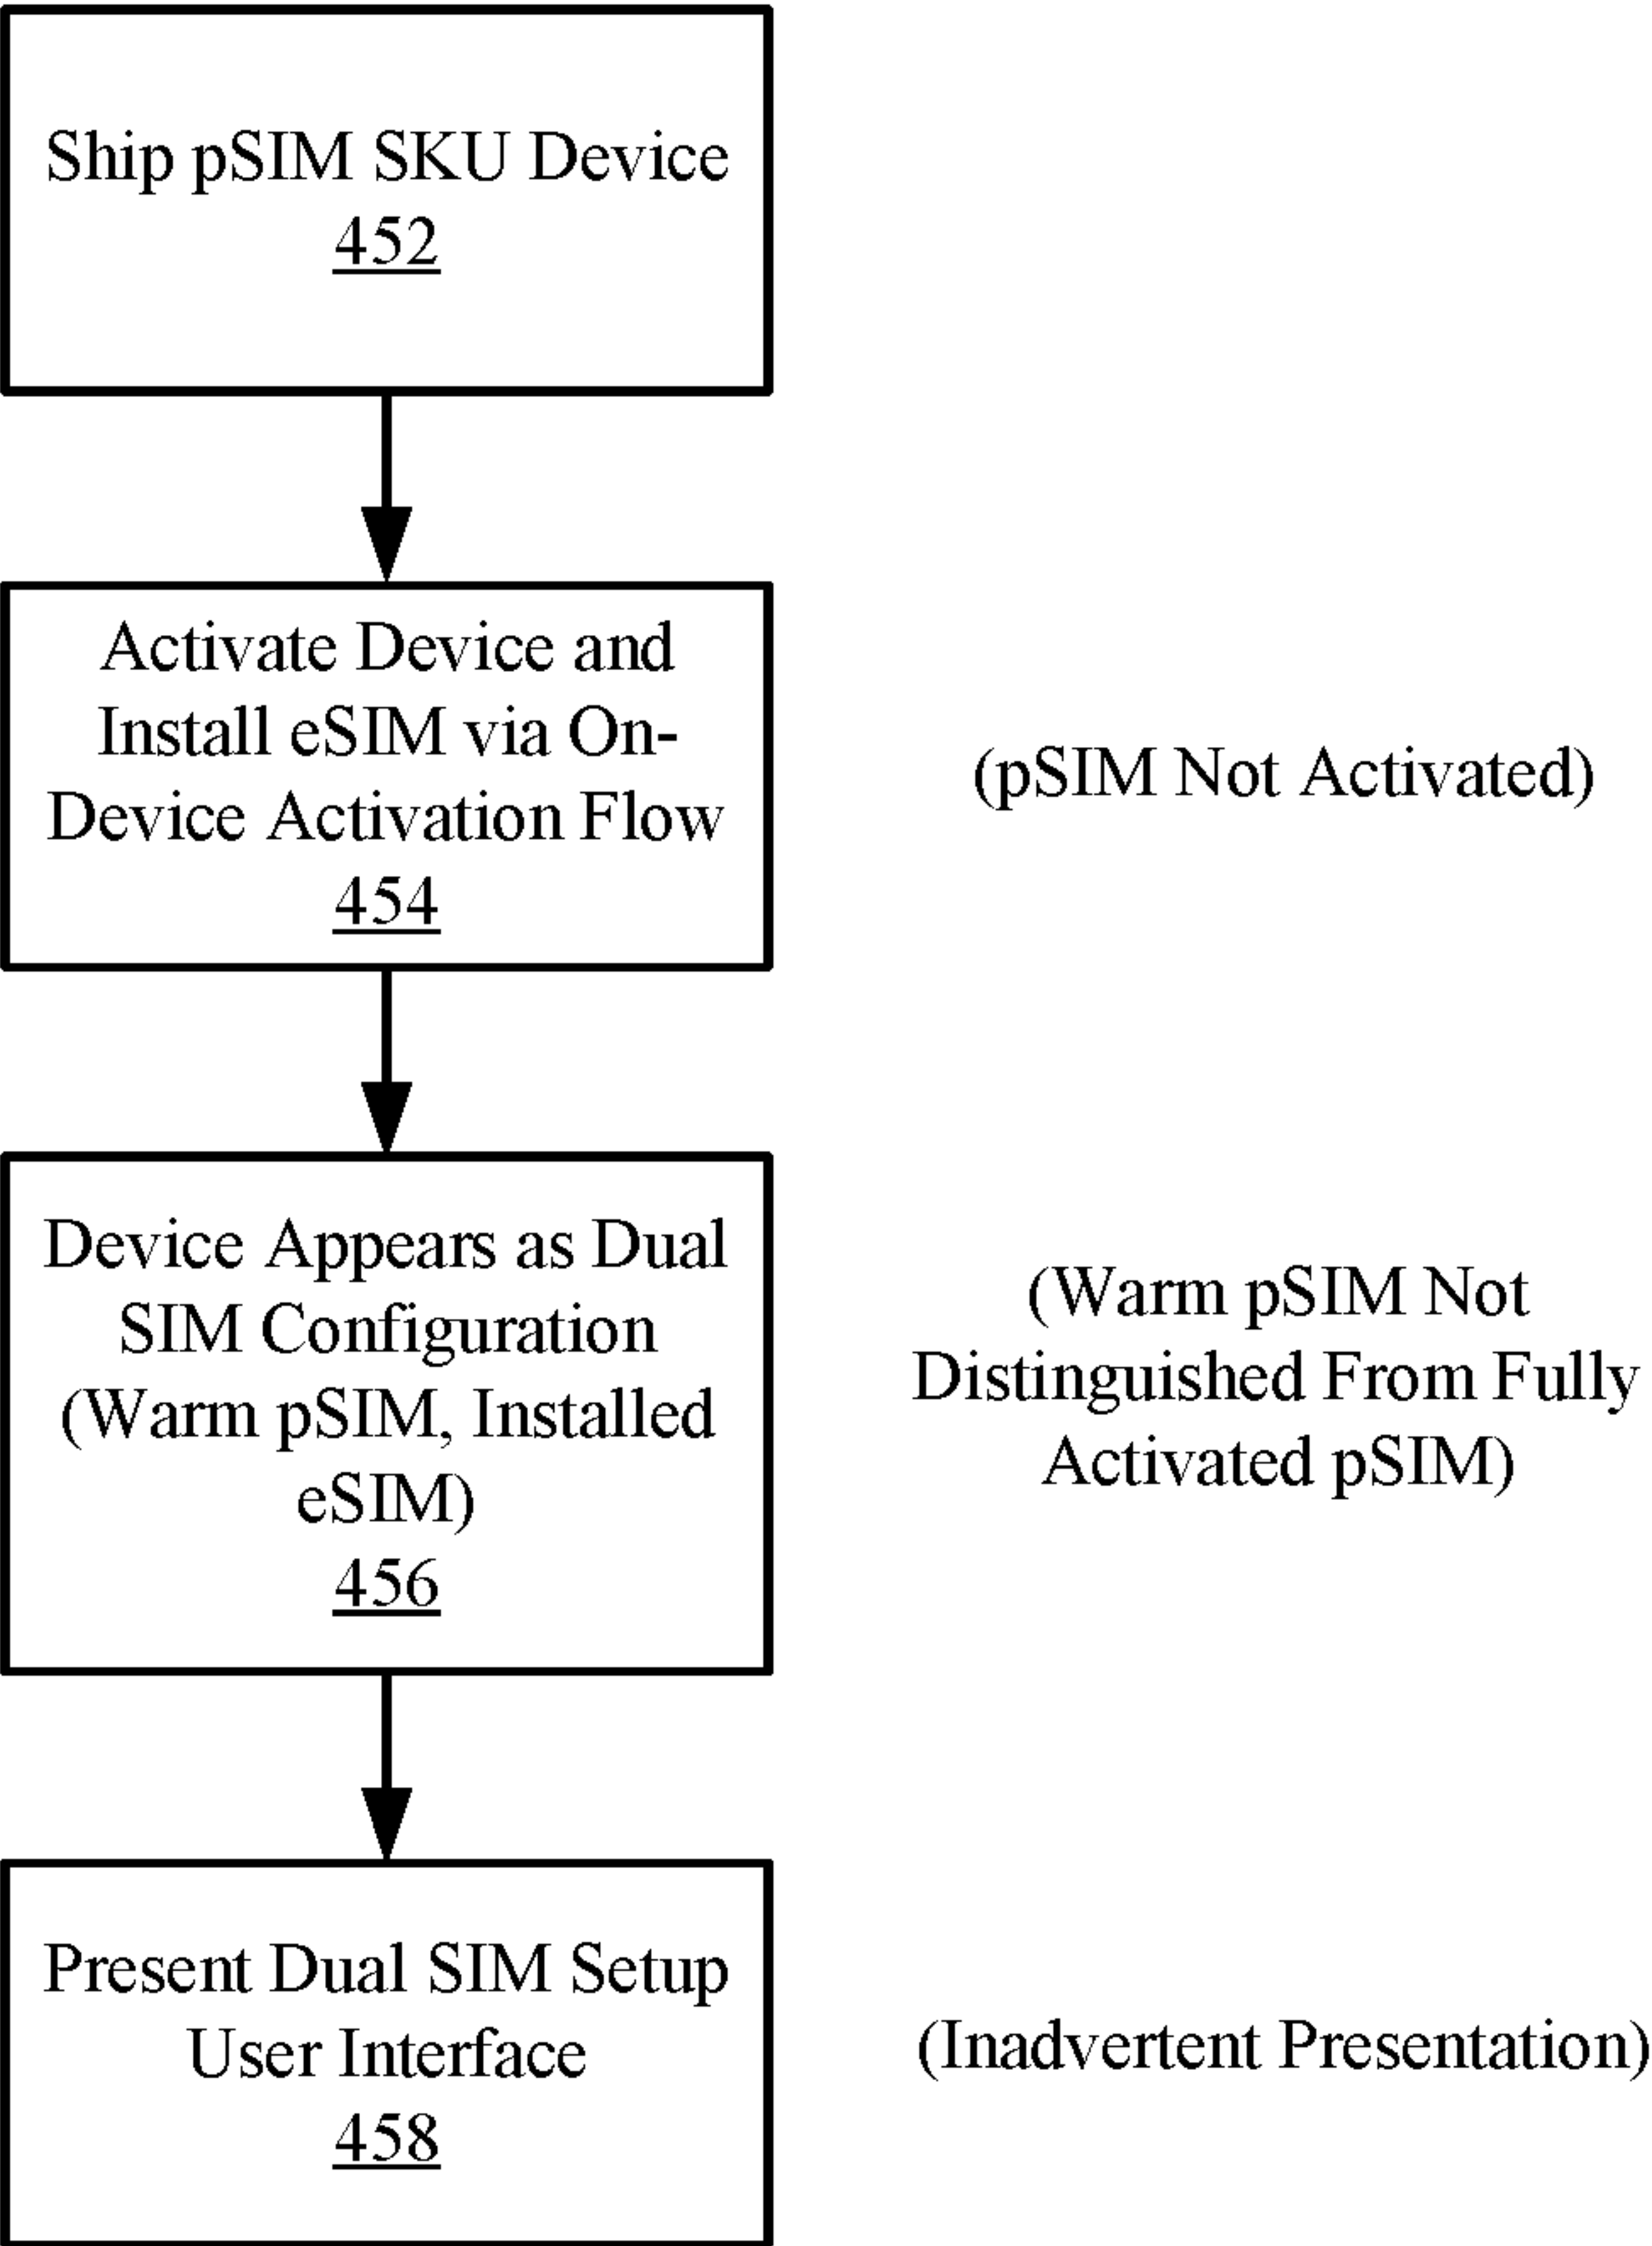 Ship pSIM SKU Device
452
Activate Device and
Install eSIM via On-
Device Activation Flow
454
(pSIM Not Activated)
Device Appears as Dual
SIM Configuration
(Warm pSIM, Installed
eSIM)
456
(Warm pSIM Not
Distinguished From Fully
Activated pSIM)
Present Dual SIM Setup
User Interface
458
(Inadvertent Presentation)